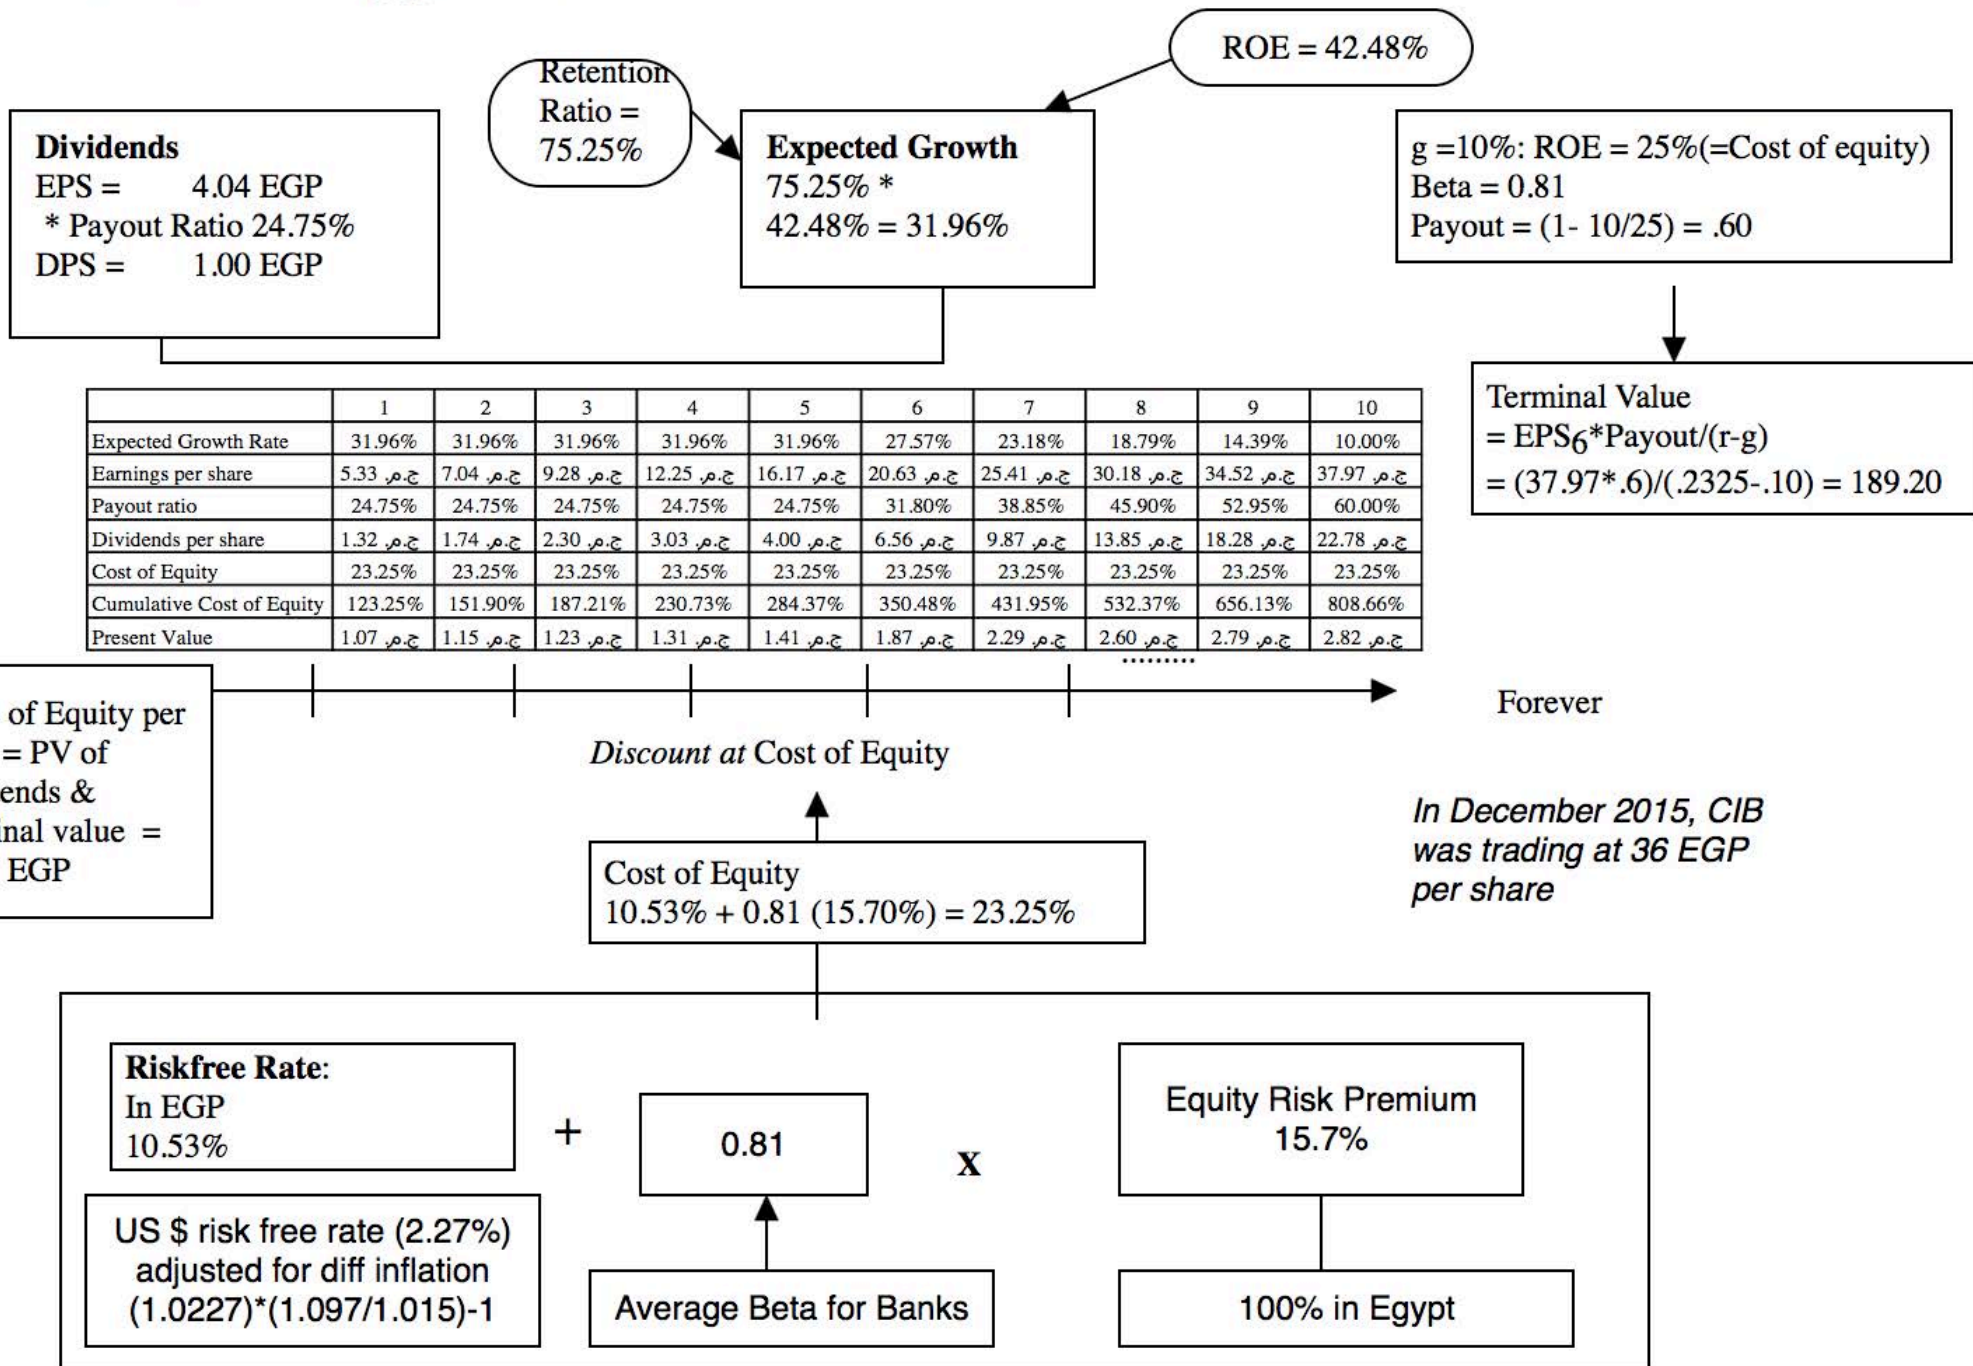 ROE = 42.48%
Retention
Ratio =
75.25%
Dividends
EPS = 4.04 EGP
* Payout Ratio 24.75%
DPS = 1.00 EGP
Expected Growth
75.25% *
42.48% = 31.96%
g =10%: ROE = 25%(=Cost of equity)
Beta = 0.81
Payout = (1- 10/25) = .60
Terminal Value
= EPS6*Payout/(r-g)
= (37.97*.6)/(.2325-.10) = 189.20
1 2 3 4 5 6 7 8 9 10
Expected Growth Rate 31.96% 31.96% 31.96% 31.96% 31.96% 27.57% 23.18% 18.79% 14.39% 10.00%
Earnings per share ج.م. 5.33 ج.م. 7.04 ج.م. 9.28 ج.م. 12.25 ج.م. 16.17 ج.م. 20.63 ج.م. 25.41 ج.م. 30.18 ج.م. 34.52 ج.م. 37.97
Payout ratio 24.75% 24.75% 24.75% 24.75% 24.75% 31.80% 38.85% 45.90% 52.95% 60.00%
Dividends per share ج.م. 1.32 ج.م. 1.74 ج.م. 2.30 ج.م. 3.03 ج.م. 4.00 ج.م. 6.56 ج.م. 9.87 ج.م. 13.85 ج.م. 18.28 ج.م. 22.78
Cost of Equity 23.25% 23.25% 23.25% 23.25% 23.25% 23.25% 23.25% 23.25% 23.25% 23.25%
Cumulative Cost of Equity 123.25% 151.90% 187.21% 230.73% 284.37% 350.48% 431.95% 532.37% 656.13% 808.66%
Present Value ج.م. 1.07 ج.م. 1.15 ج.م. 1.23 ج.م. 1.31 ج.م. 1.41 ج.م. 1.87 ج.م. 2.29 ج.م. 2.60 ج.م. 2.79 ج.م. 2.82
.........
of Equity per
= PV of
ends &
inal value =
EGP
Forever
Discount at Cost of Equity
In December 2015, CIB
was trading at 36 EGP
per share
Cost of Equity
10.53% + 0.81 (15.70%) = 23.25%
Riskfree Rate:
In EGP
10.53%
+
0.81
X
Equity Risk Premium
15.7%
US $ risk free rate (2.27%)
adjusted for diff inflation
(1.0227)*(1.097/1.015)-1
Average Beta for Banks
100% in Egypt